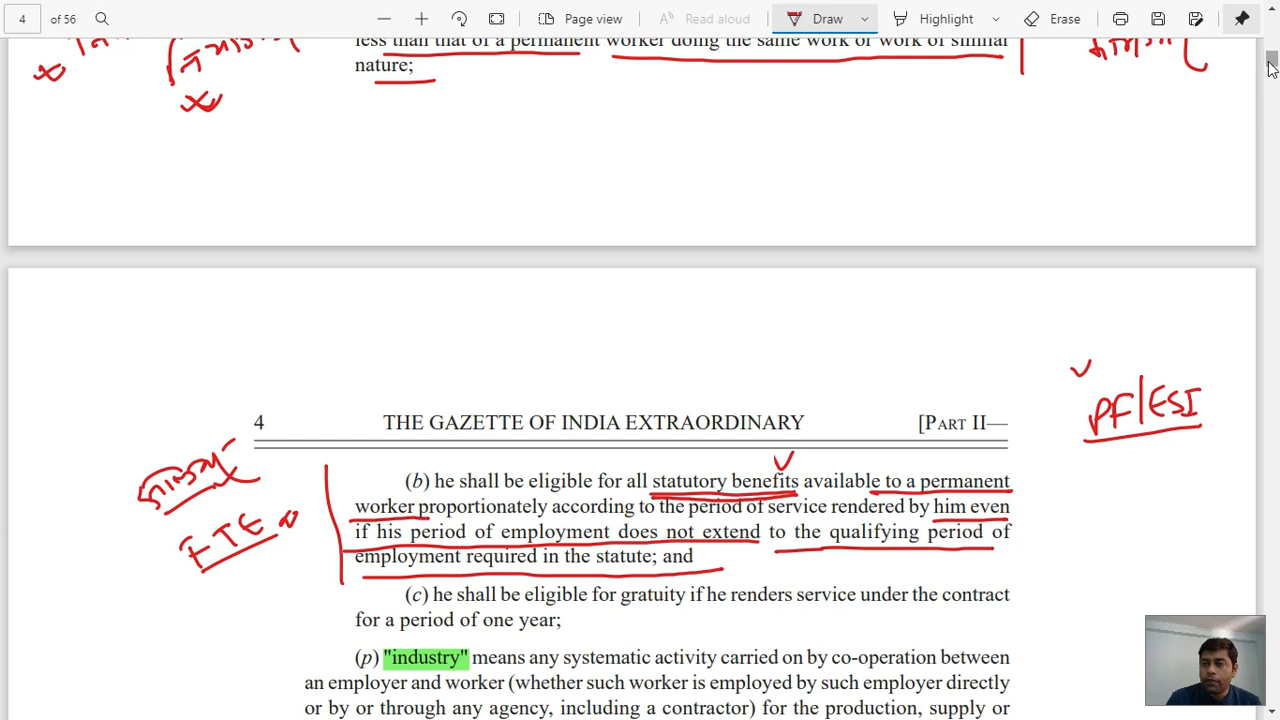 4 of 56 Page view Read aloud Draw Highlight Erase
less than that of a permanent worker doing the same work or work of similar
nature;
PF/ESI
4 THE GAZETTE OF INDIA EXTRAORDINARY [PART II—
(b) he shall be eligible for all statutory benefits available to a permanent
worker proportionately according to the period of service rendered by him even
if his period of employment does not extend to the qualifying period of
FTE
employment required in the statute; and
(c) he shall be eligible for gratuity if he renders service under the contract
for a period of one year;
(p) "industry" means any systematic activity carried on by co-operation between
an employer and worker (whether such worker is employed by such employer directly
or by or through any agency, including a contractor) for the production, supply or